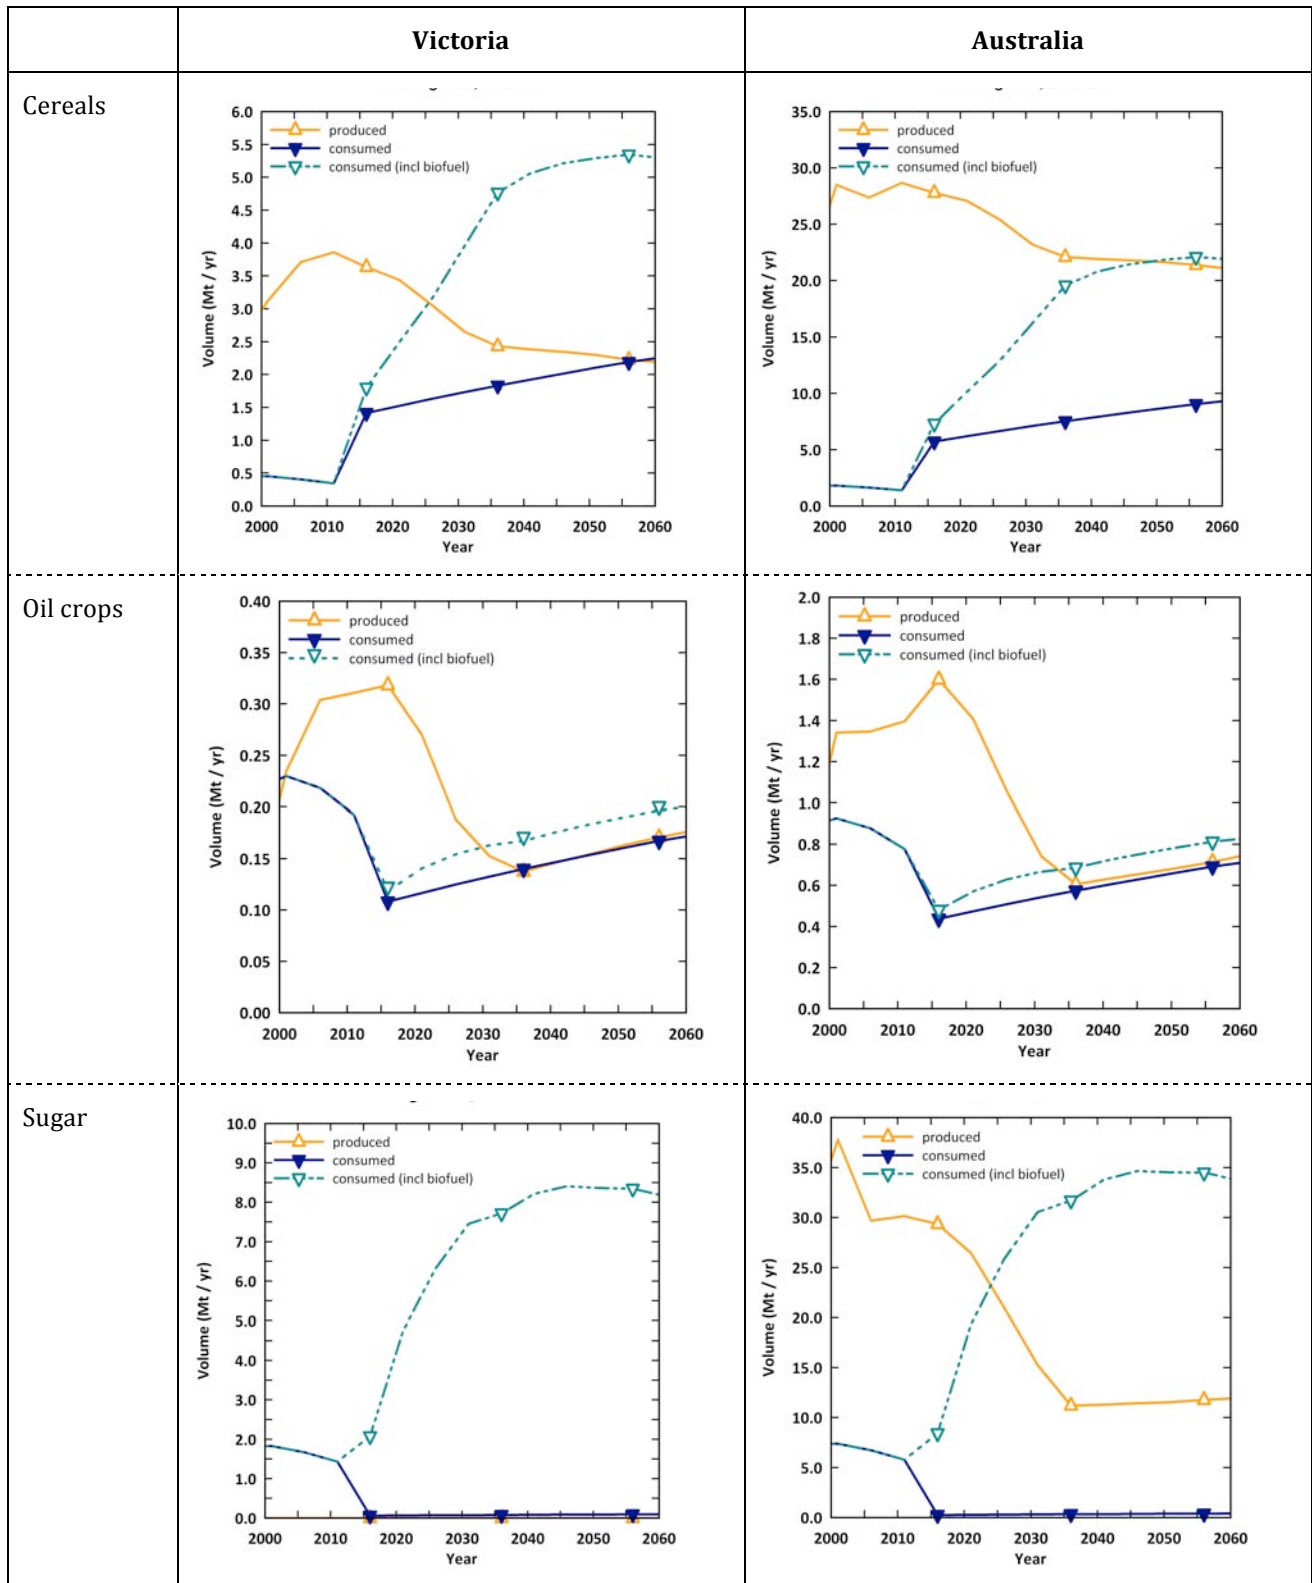 Victoria
Australia
Cereals
6.0
5.5
5.0
4.5
4.0
3.5
3.0
2.5
2.0
1.5
1.0
0.5
0.0
Volume (Mt / yr)
produced
consumed
consumed (incl biofuel)
2000 2010 2020 2030 2040 2050 2060
Year
35.0
30.0
25.0
20.0
15.0
10.0
5.0
0.0
Volume (Mt / yr)
produced
consumed
consumed (incl biofuel)
2000 2010 2020 2030 2040 2050 2060
Year
Oil crops
0.40
0.35
0.30
0.25
0.20
0.15
0.10
0.05
0.00
Volume (Mt / yr)
produced
consumed
consumed (incl biofuel)
2000 2010 2020 2030 2040 2050 2060
Year
2.0
1.8
1.6
1.4
1.2
1.0
0.8
0.6
0.4
0.2
0.0
Volume (Mt / yr)
produced
consumed
consumed (incl biofuel)
2000 2010 2020 2030 2040 2050 2060
Year
Sugar
10.0
9.0
8.0
7.0
6.0
5.0
4.0
3.0
2.0
1.0
0.0
Volume (Mt / yr)
produced
consumed
consumed (incl biofuel)
2000 2010 2020 2030 2040 2050 2060
Year
40.0
35.0
30.0
25.0
20.0
15.0
10.0
5.0
0.0
Volume (Mt / yr)
produced
consumed
consumed (incl biofuel)
2000 2010 2020 2030 2040 2050 2060
Year